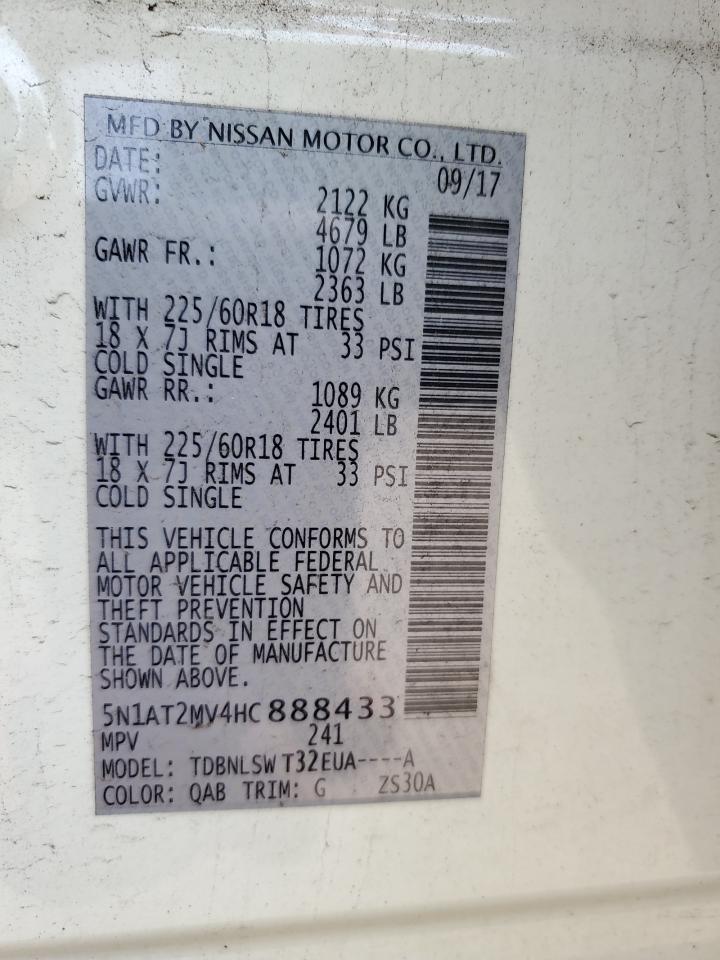 MFD BY NISSAN MOTOR CO., LTD.
DATE: 09/17
GVWR: 2122 KG
4679 LB
GAWR FR.: 1072 KG
2363 LB
WITH 225/60R18 TIRES
18 X 7J RIMS AT 33 PSI
COLD SINGLE
GAWR RR.: 1089 KG
2401 LB
WITH 225/60R18 TIRES
18 X 7J RIMS AT 33 PSI
COLD SINGLE
THIS VEHICLE CONFORMS TO
ALL APPLICABLE FEDERAL
MOTOR VEHICLE SAFETY AND
THEFT PREVENTION
STANDARDS IN EFFECT ON
THE DATE OF MANUFACTURE
SHOWN ABOVE.
5N1AT2MV4HC888433
MPV 241
MODEL: TDBNLSW T32EUA----A
COLOR: QAB TRIM: G ZS30A